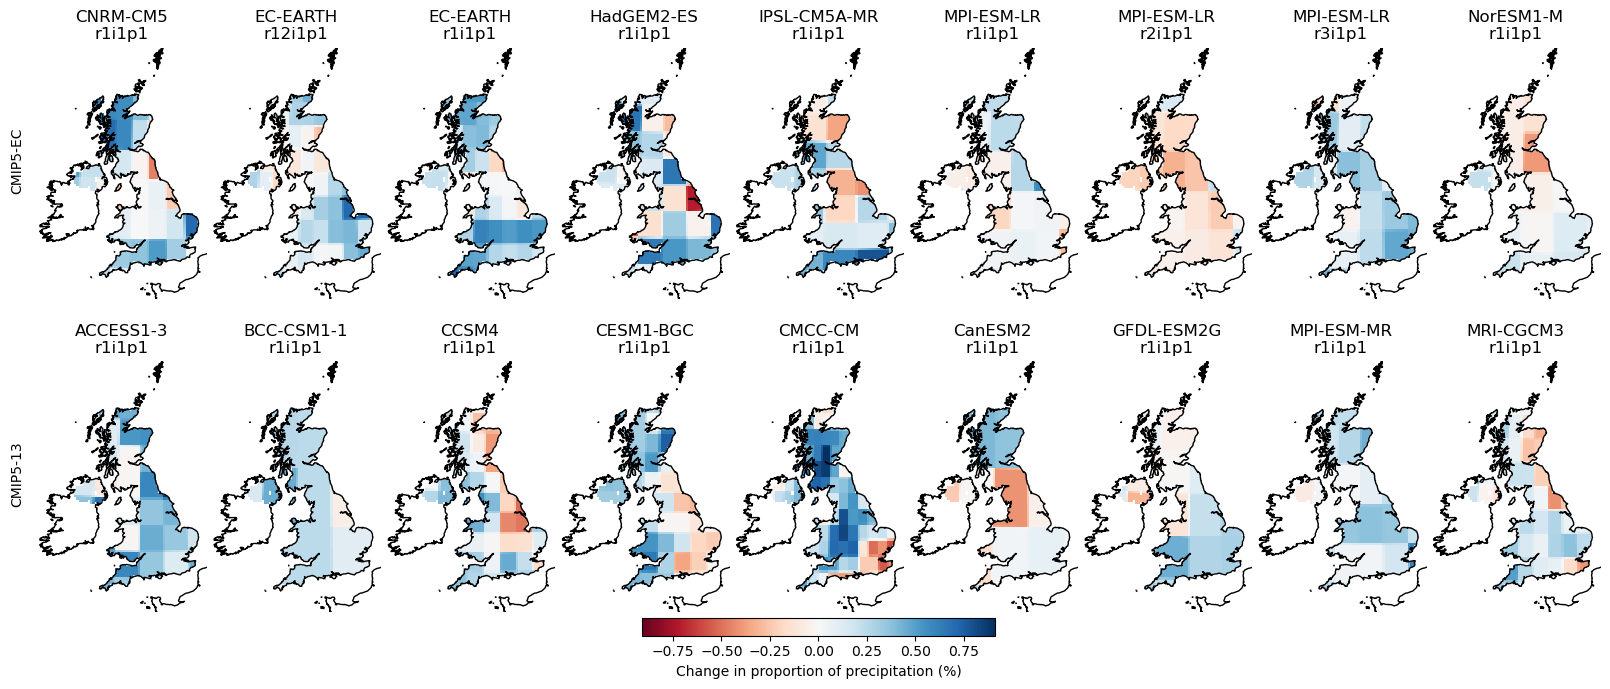 CNRM-CM5 EC-EARTH EC-EARTH HadGEM2-ES IPSL-CM5A-MR MPI-ESM-LR MPI-ESM-LR MPI-ESM-LR NorESM1-M
r1i1p1 r12i1p1 r1i1p1 r1i1p1 r1i1p1 r1i1p1 r2i1p1 r3i1p1 r1i1p1
CMIP5-EC
ACCESS1-3 BCC-CSM1-1 CCSM4 CESM1-BGC CMCC-CM CanESM2 GFDL-ESM2G MPI-ESM-MR MRI-CGCM3
r1i1p1 r1i1p1 r1i1p1 r1i1p1 r1i1p1 r1i1p1 r1i1p1 r1i1p1 r1i1p1
CMIP5-13
−0.75 −0.50 −0.25 0.00 0.25 0.50 0.75
Change in proportion of precipitation (%)